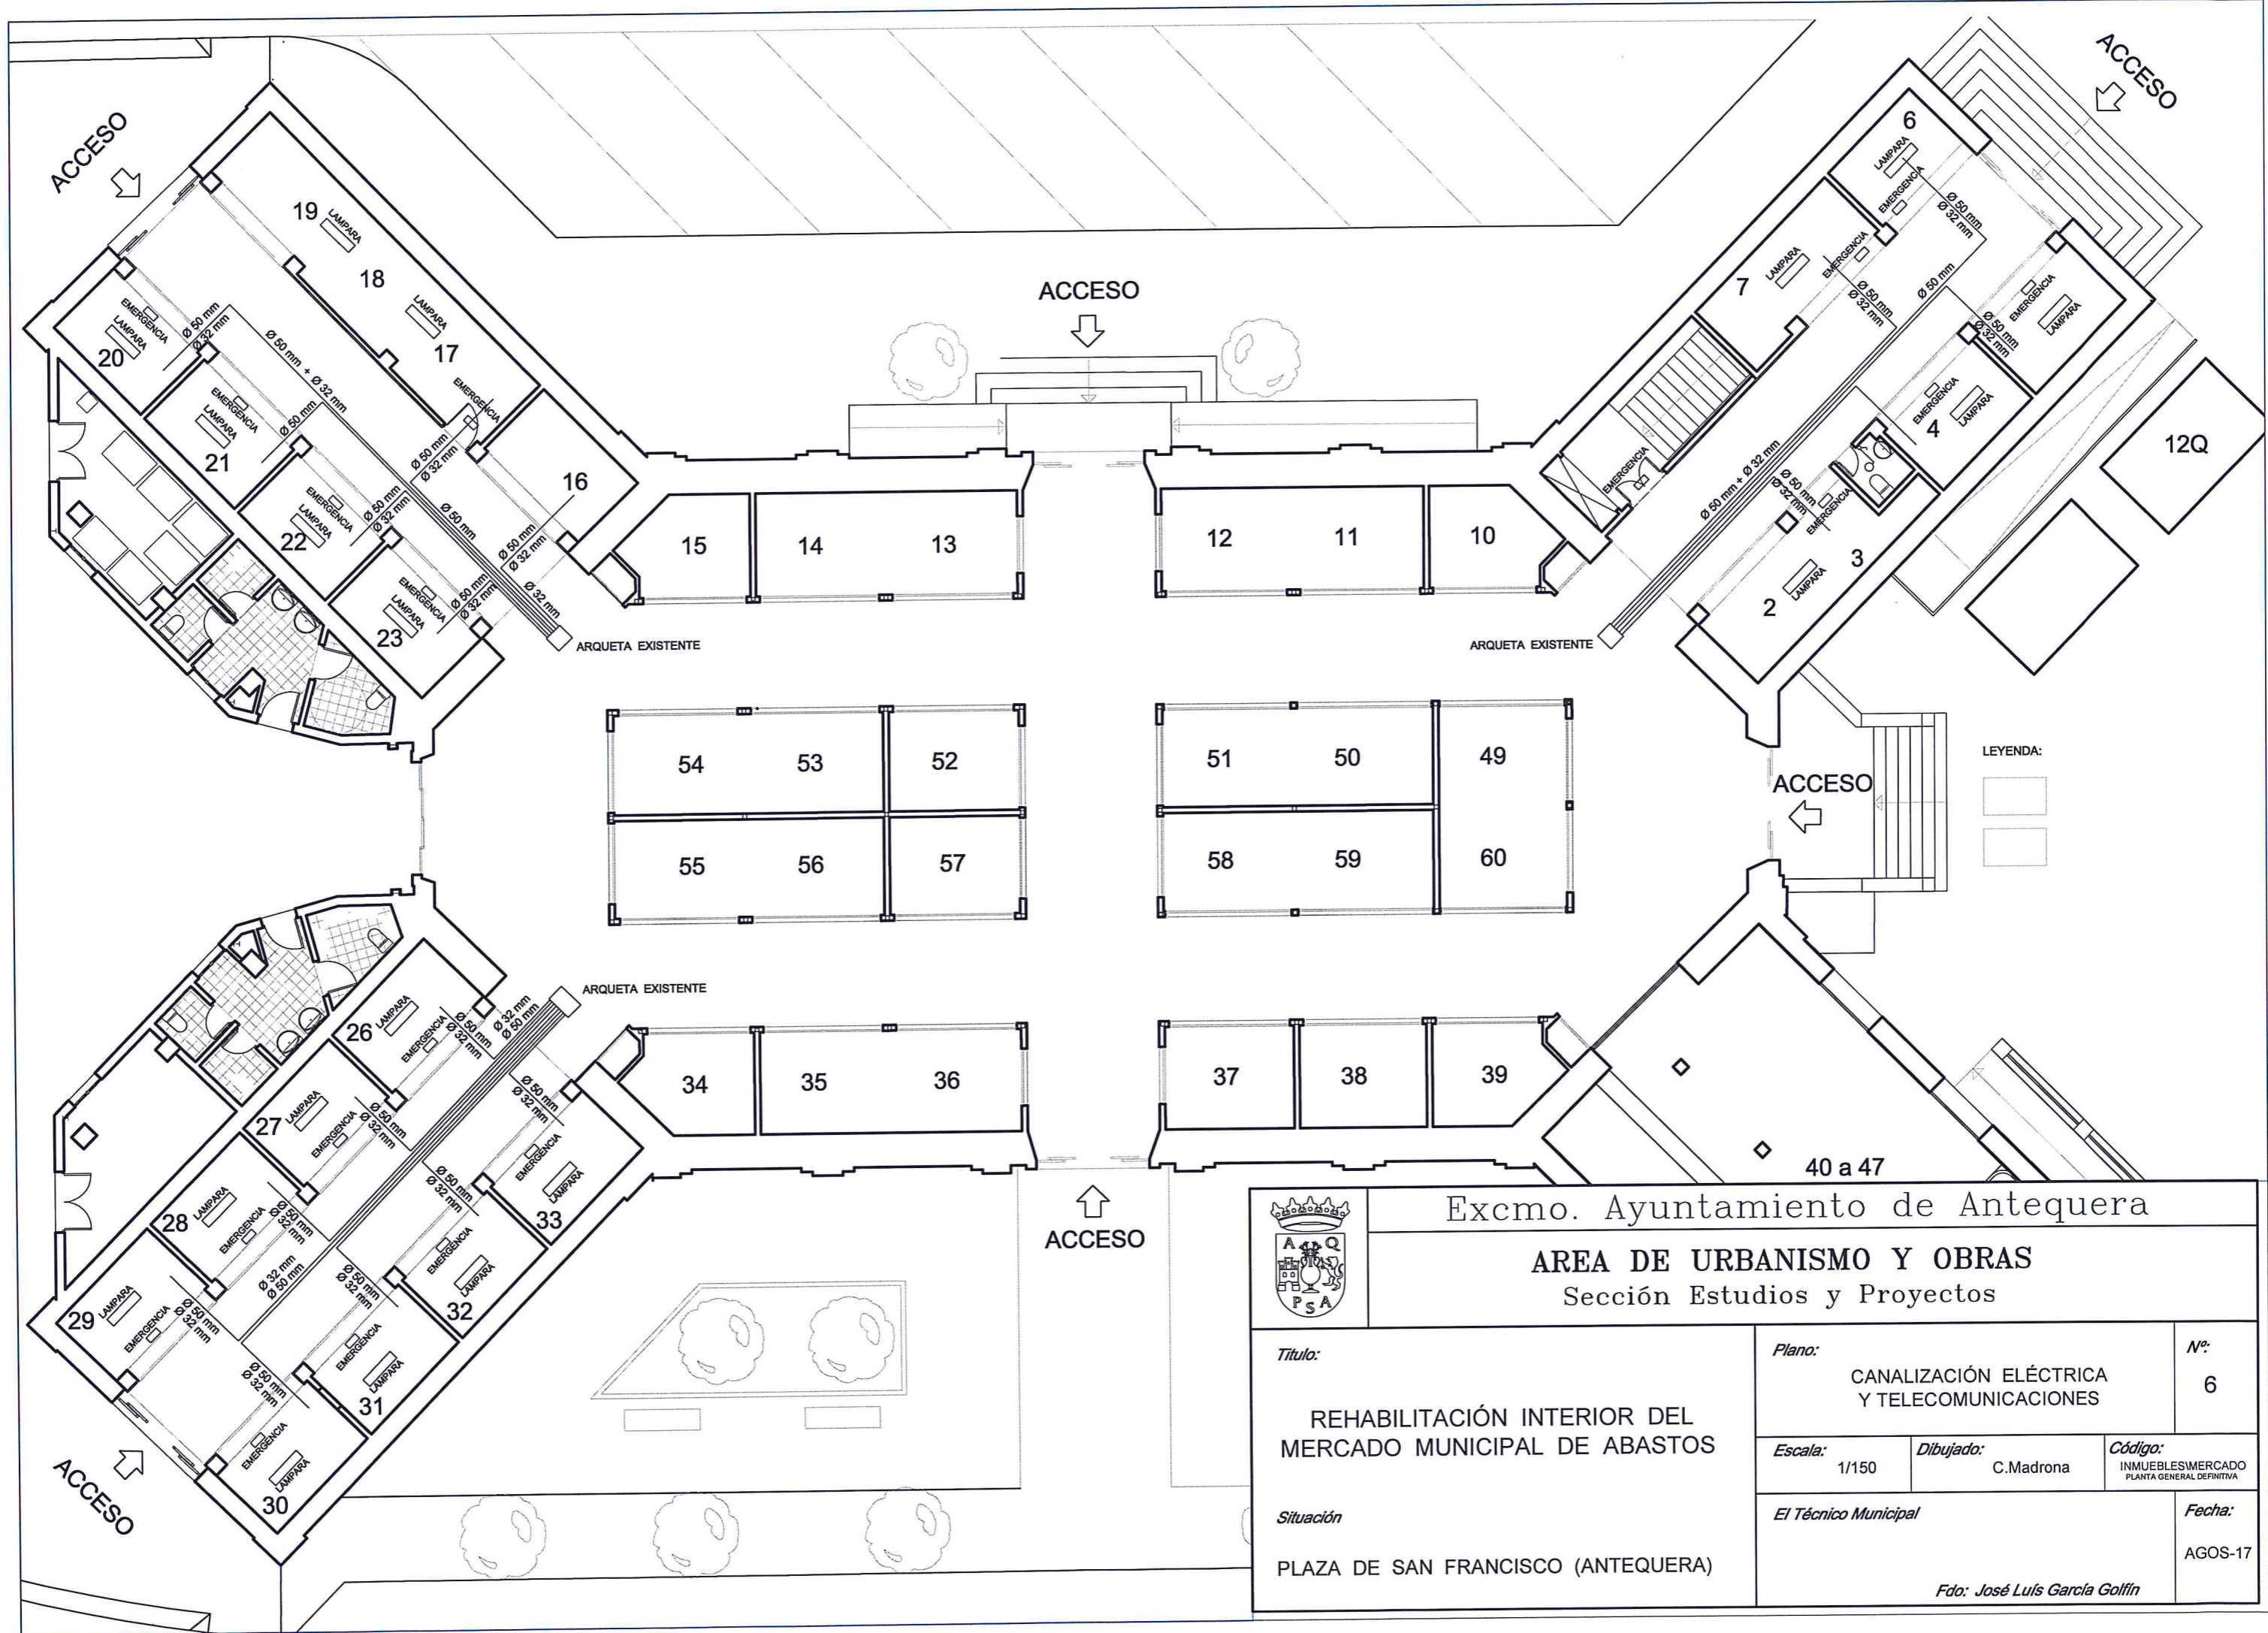 ACCESO
19
LAMPARA
18
LAMPARA
17
EMERGENCIA
16
EMERGENCIA
LAMPARA
20
Ø 50 mm
Ø 32 mm
Ø 50 mm + Ø 32 mm
EMERGENCIA
LAMPARA
21
Ø 50 mm
EMERGENCIA
LAMPARA
22
Ø 50 mm
Ø 32 mm
Ø 50 mm
Ø 32 mm
Ø 50 mm
EMERGENCIA
LAMPARA
23
Ø 50 mm
Ø 32 mm
Ø 50 mm
Ø 32 mm
Ø 32 mm
ARQUETA EXISTENTE
ACCESO
15
14
13
12
11
10
ACCESO
6
LAMPARA
EMERGENCIA
Ø 50 mm
Ø 32 mm
7
LAMPARA
EMERGENCIA
Ø 50 mm
Ø 32 mm
Ø 50 mm
EMERGENCIA
LAMPARA
Ø 50 mm
Ø 32 mm
EMERGENCIA
LAMPARA
4
EMERGENCIA
Ø 50 mm + Ø 32 mm
Ø 50 mm
Ø 32 mm
EMERGENCIA
3
LAMPARA
2
12Q
ARQUETA EXISTENTE
54
53
52
51
50
49
55
56
57
58
59
60
ACCESO
LEYENDA:
ARQUETA EXISTENTE
26
LAMPARA
EMERGENCIA
Ø 50 mm
Ø 32 mm
Ø 32 mm
Ø 50 mm
27
LAMPARA
EMERGENCIA
Ø 50 mm
Ø 32 mm
28
LAMPARA
EMERGENCIA
Ø 50 mm
Ø 32 mm
Ø 32 mm
Ø 50 mm
29
LAMPARA
EMERGENCIA
Ø 50 mm
Ø 32 mm
Ø 50 mm
Ø 32 mm
EMERGENCIA
LAMPARA
33
Ø 50 mm
Ø 32 mm
EMERGENCIA
LAMPARA
32
Ø 50 mm
Ø 32 mm
EMERGENCIA
LAMPARA
31
Ø 50 mm
Ø 32 mm
EMERGENCIA
LAMPARA
30
ACCESO
34
35
36
37
38
39
40 a 47
ACCESO
A Q
P S A
Excmo. Ayuntamiento de Antequera
AREA DE URBANISMO Y OBRAS
Sección Estudios y Proyectos
Titulo:
REHABILITACIÓN INTERIOR DEL
MERCADO MUNICIPAL DE ABASTOS
Situación
PLAZA DE SAN FRANCISCO (ANTEQUERA)
Plano:
CANALIZACIÓN ELÉCTRICA
Y TELECOMUNICACIONES
Nº:
6
Escala:
1/150
Dibujado:
C.Madrona
Código:
INMUEBLES\MERCADO
PLANTA GENERAL DEFINITIVA
El Técnico Municipal
Fdo: José Luís García Golfín
Fecha:
AGOS-17